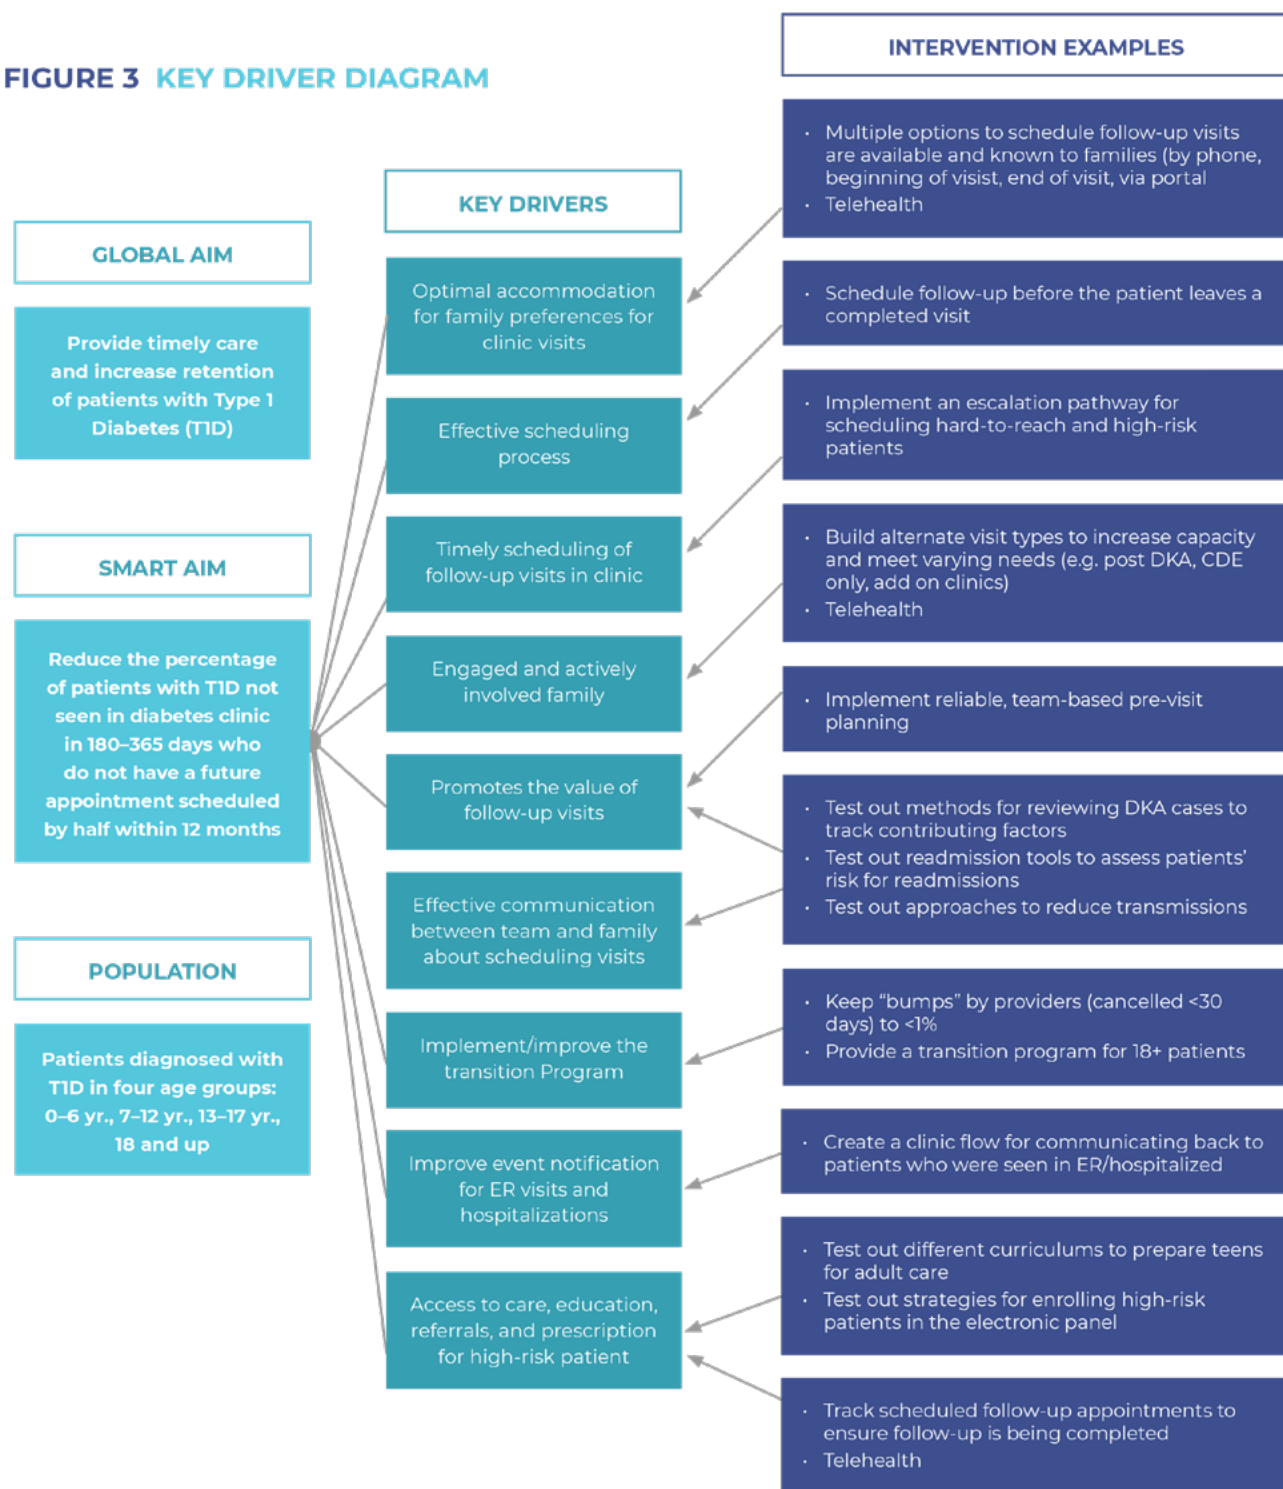 FIGURE 3 KEY DRIVER DIAGRAM
GLOBAL AIM
Provide timely care
and increase retention
of patients with Type 1
Diabetes (T1D)
SMART AIM
Reduce the percentage
of patients with T1D not
seen in diabetes clinic
in 180–365 days who
do not have a future
appointment scheduled
by half within 12 months
POPULATION
Patients diagnosed with
T1D in four age groups:
0–6 yr., 7–12 yr., 13–17 yr.,
18 and up
KEY DRIVERS
Optimal accommodation
for family preferences for
clinic visits
Effective scheduling
process
Timely scheduling of
follow-up visits in clinic
Engaged and actively
involved family
Promotes the value of
follow-up visits
Effective communication
between team and family
about scheduling visits
Implement/improve the
transition Program
Improve event notification
for ER visits and
hospitalizations
Access to care, education,
referrals, and prescription
for high-risk patient
INTERVENTION EXAMPLES
• Multiple options to schedule follow-up visits
are available and known to families (by phone,
beginning of visist, end of visit, via portal
• Telehealth
• Schedule follow-up before the patient leaves a
completed visit
• Implement an escalation pathway for
scheduling hard-to-reach and high-risk
patients
• Build alternate visit types to increase capacity
and meet varying needs (e.g. post DKA, CDE
only, add on clinics)
• Telehealth
• Implement reliable, team-based pre-visit
planning
• Test out methods for reviewing DKA cases to
track contributing factors
• Test out readmission tools to assess patients’
risk for readmissions
• Test out approaches to reduce transmissions
• Keep “bumps” by providers (cancelled <30
days) to <1%
• Provide a transition program for 18+ patients
• Create a clinic flow for communicating back to
patients who were seen in ER/hospitalized
• Test out different curriculums to prepare teens
for adult care
• Test out strategies for enrolling high-risk
patients in the electronic panel
• Track scheduled follow-up appointments to
ensure follow-up is being completed
• Telehealth